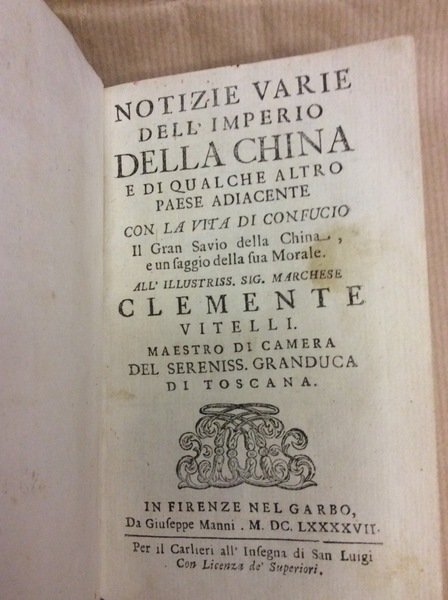 NOTIZIE VARIE
DELL' IMPERIO
DELLA CHINA
E DI QUALCHE ALTRO
PAESE ADIACENTE
CON LA VITA DI CONFUCIO
Il Gran Savio della China,
e un ſaggio della ſua Morale.
ALL' ILLUSTRISS. SIG. MARCHESE
CLEMENTE
VITELLI.
MAESTRO DI CAMERA
DEL SERENISS. GRANDUCA
DI TOSCANA.
IN FIRENZE NEL GARBO,
Da Giuſeppe Manni. M. DC. LXXXXVII.
Per il Carlieri all' Inſegna di San Luigi
Con Licenza de' Superiori.